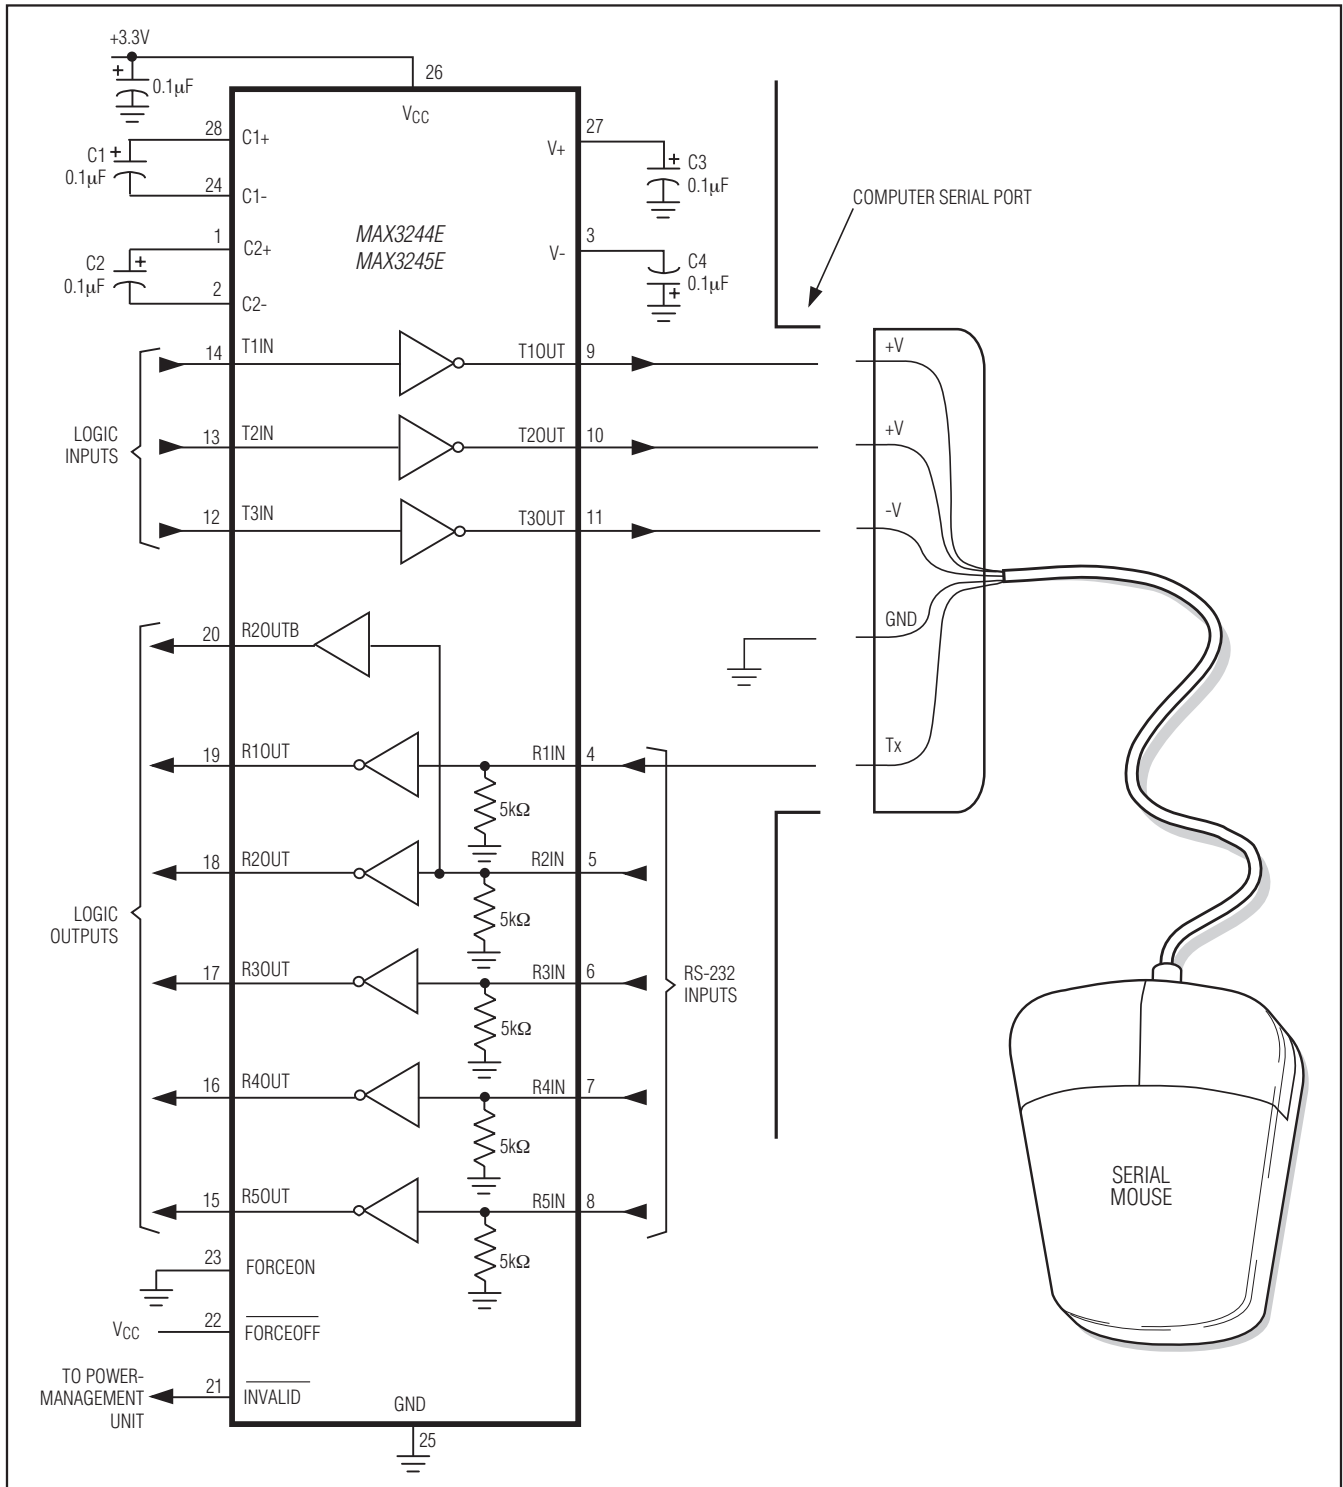 +3.3V
0.1µF
26
VCC
28
C1+
C1
0.1µF
24
C1-
27
V+
C3
0.1µF
COMPUTER SERIAL PORT
MAX3244E
MAX3245E
1
C2+
C2
0.1µF
2
C2-
3
V-
C4
0.1µF
LOGIC
INPUTS
14
T1IN
T1OUT
9
+V
13
T2IN
T2OUT
10
+V
12
T3IN
T3OUT
11
-V
20
R2OUTB
GND
19
R1OUT
R1IN
4
Tx
5kΩ
18
R2OUT
R2IN
5
5kΩ
LOGIC
OUTPUTS
17
R3OUT
R3IN
6
5kΩ
RS-232
INPUTS
16
R4OUT
R4IN
7
5kΩ
15
R5OUT
R5IN
8
5kΩ
SERIAL
MOUSE
23
FORCEON
VCC
22
FORCEOFF
TO POWER-
MANAGEMENT
UNIT
21
INVALID
GND
25